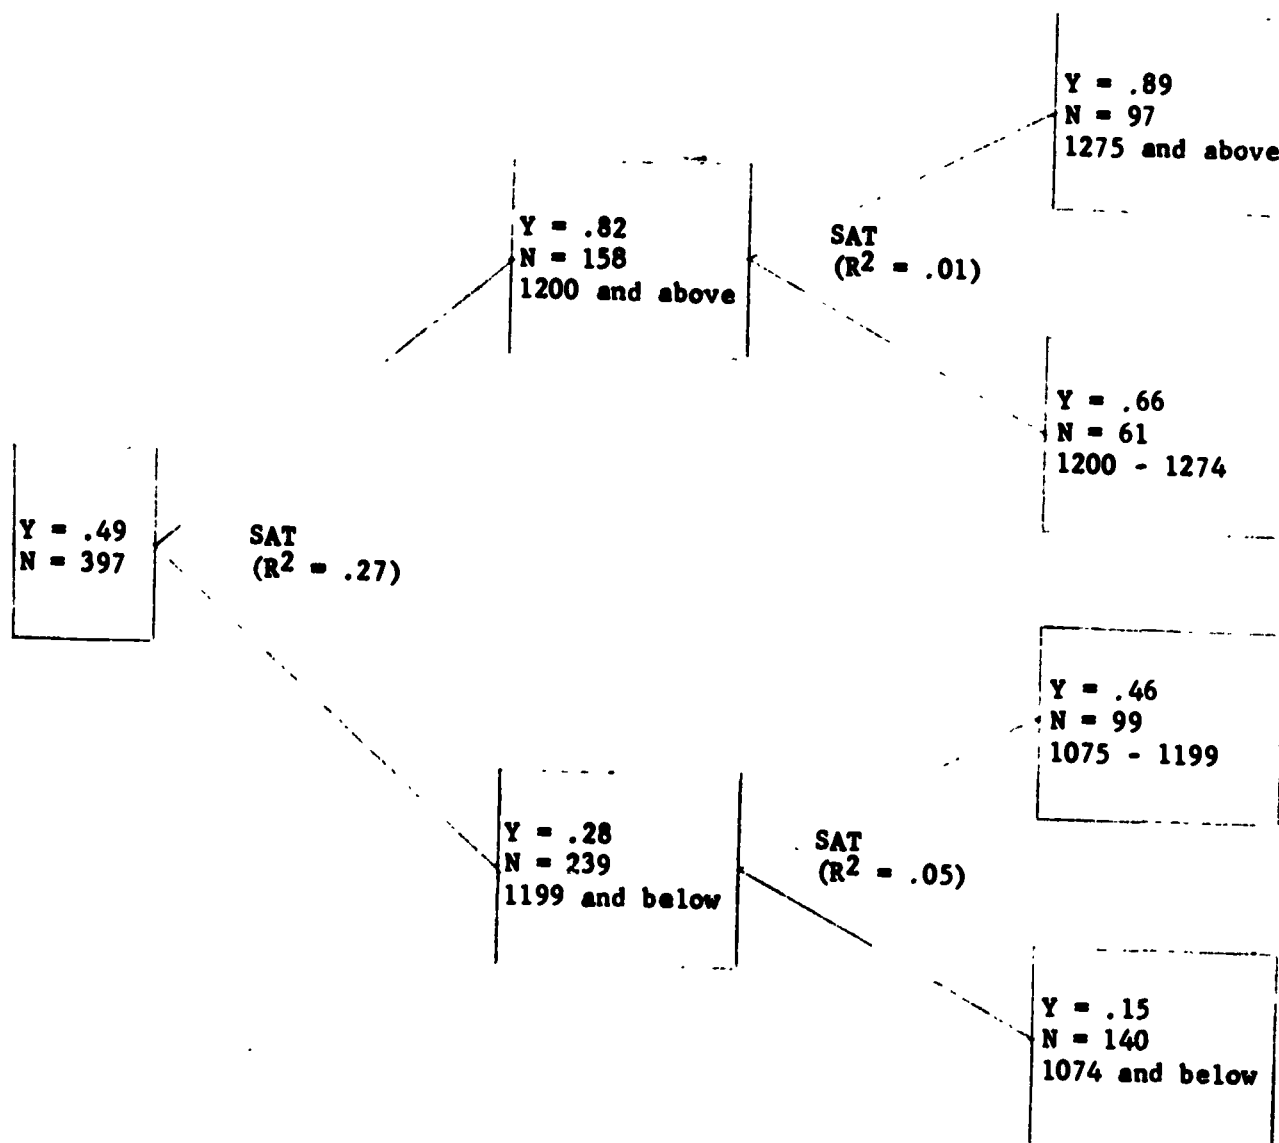 Y = .89
N = 97
1275 and above
Y = .82
N = 158
1200 and above
SAT
(R² = .01)
Y = .66
N = 61
1200 - 1274
Y = .49
N = 397
SAT
(R² = .27)
Y = .46
N = 99
1075 - 1199
Y = .28
N = 239
1199 and below
SAT
(R² = .05)
Y = .15
N = 140
1074 and below